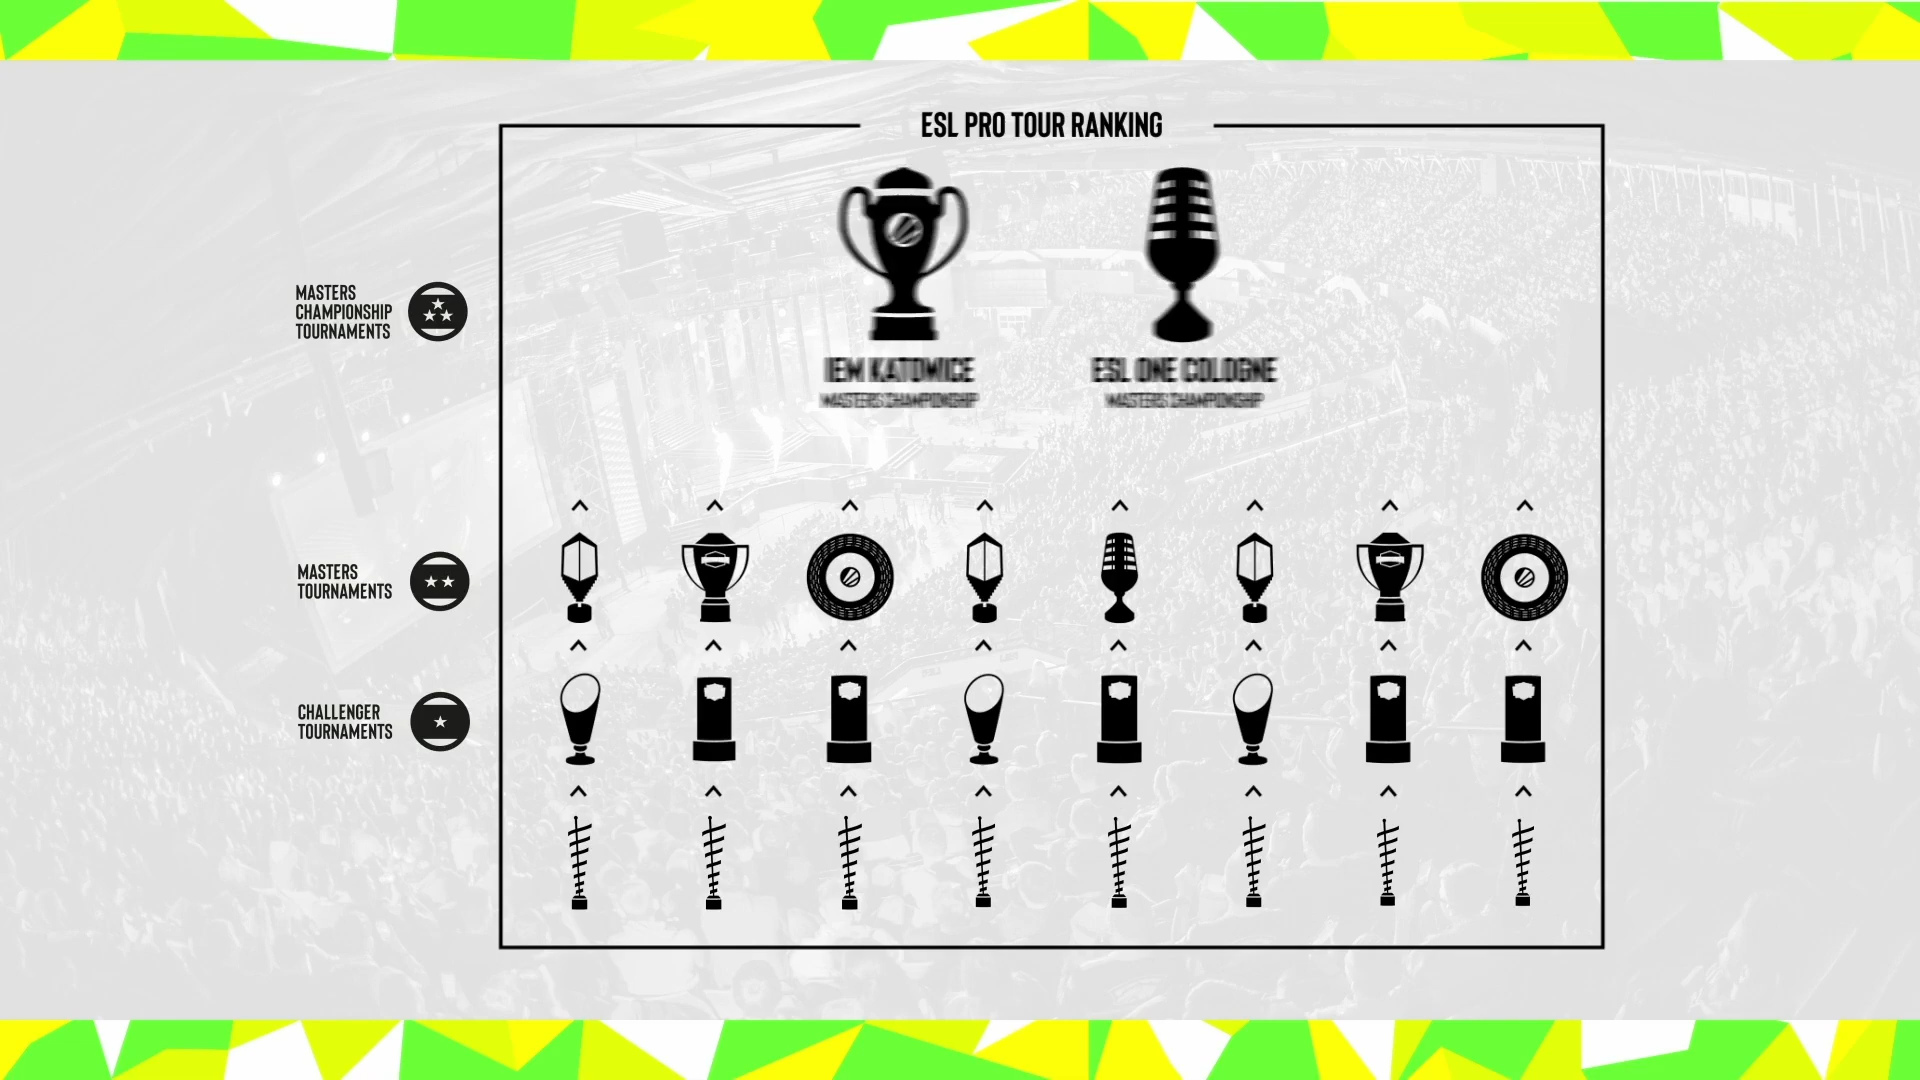 ESL PRO TOUR RANKING
MASTERS
CHAMPIONSHIP
TOURNAMENTS
IEM KATOWICE
MASTERS CHAMPIONSHIP
ESL ONE COLOGNE
MASTERS CHAMPIONSHIP
MASTERS
TOURNAMENTS
CHALLENGER
TOURNAMENTS